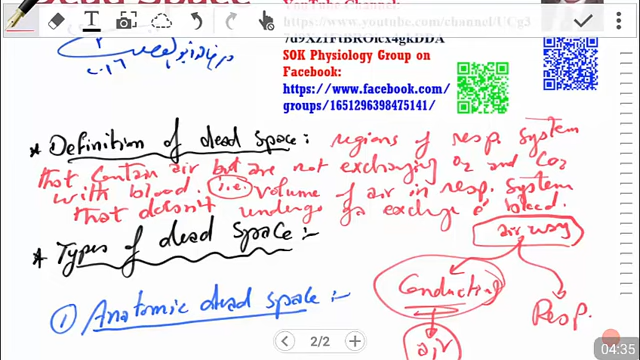 Dead Space
YouTube Channel
https://www.youtube.com/channel/UCg3
7d9XZIFtBROIcx4gkDDA
SOK Physiology Group on
Facebook:
https://www.facebook.com/
groups/1651296398475141/
* Definition of dead space: regions of resp. System
that contain air but are not exchanging O2 and CO2
with blood. i.e. Volume of air in resp. System
that doesn't undergo gas exchange blood.
* Types of dead space:-
air way
Conducting
Resp.
① Anatomic dead space:-
2/2
04:35